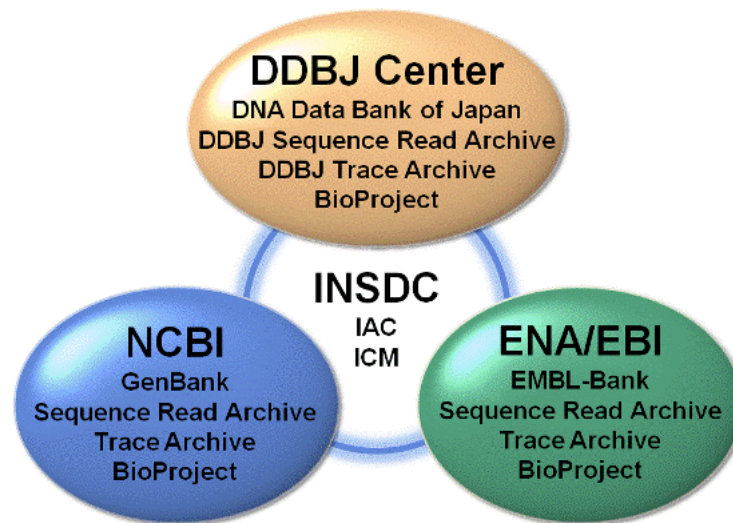 DDBJ Center
DNA Data Bank of Japan
DDBJ Sequence Read Archive
DDBJ Trace Archive
BioProject
INSDC
IAC
ICM
NCBI
GenBank
Sequence Read Archive
Trace Archive
BioProject
ENA/EBI
EMBL-Bank
Sequence Read Archive
Trace Archive
BioProject